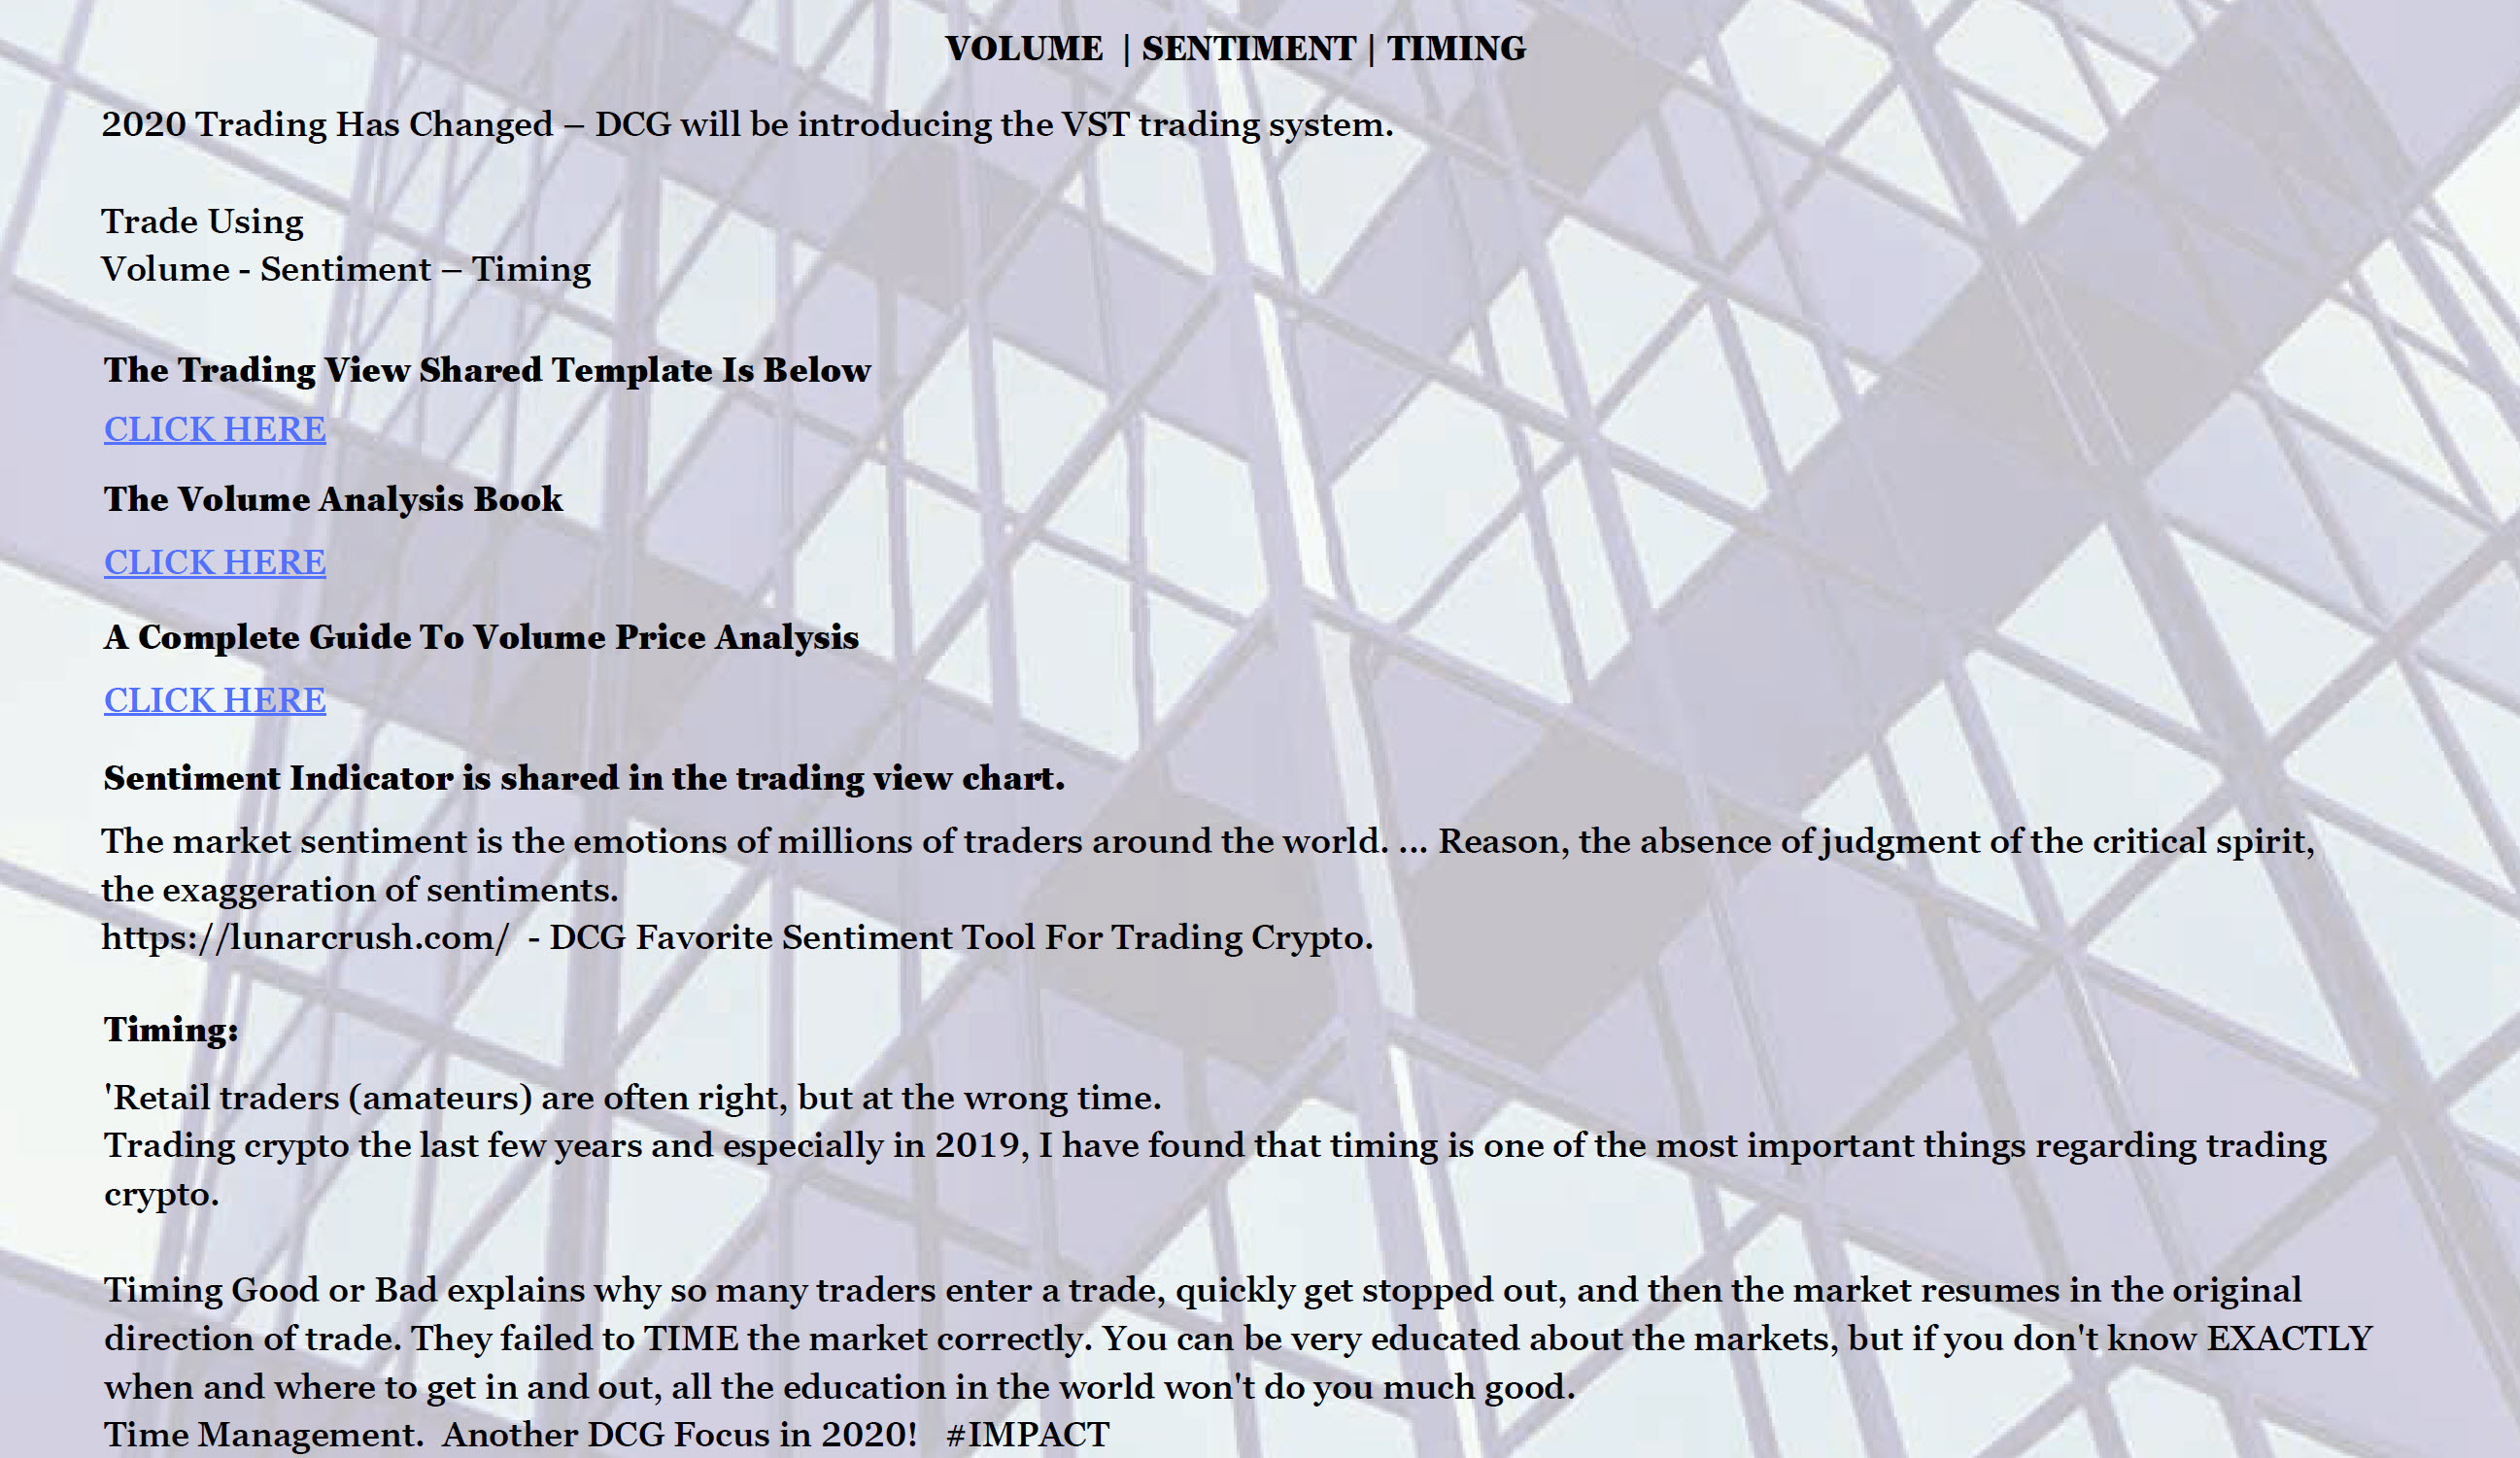 VOLUME | SENTIMENT | TIMING
2020 Trading Has Changed – DCG will be introducing the VST trading system.
Trade Using
Volume - Sentiment – Timing
The Trading View Shared Template Is Below
CLICK HERE
The Volume Analysis Book
CLICK HERE
A Complete Guide To Volume Price Analysis
CLICK HERE
Sentiment Indicator is shared in the trading view chart.
The market sentiment is the emotions of millions of traders around the world. ... Reason, the absence of judgment of the critical spirit,
the exaggeration of sentiments.
https://lunarcrush.com/ - DCG Favorite Sentiment Tool For Trading Crypto.
Timing:
'Retail traders (amateurs) are often right, but at the wrong time.
Trading crypto the last few years and especially in 2019, I have found that timing is one of the most important things regarding trading
crypto.
Timing Good or Bad explains why so many traders enter a trade, quickly get stopped out, and then the market resumes in the original
direction of trade. They failed to TIME the market correctly. You can be very educated about the markets, but if you don't know EXACTLY
when and where to get in and out, all the education in the world won't do you much good.
Time Management. Another DCG Focus in 2020! #IMPACT